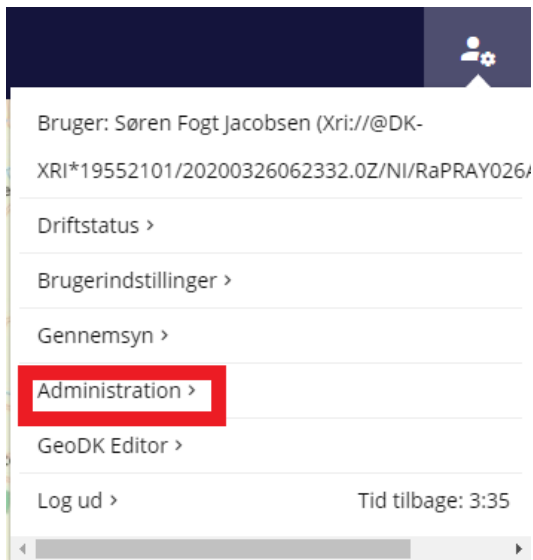 Bruger: Søren Fogt Jacobsen (Xri://@DK-
XRI*19552101/20200326062332.0Z/NI/RaPRAY026
Driftstatus >
Brugerindstillinger >
Gennemsyn >
Administration >
GeoDK Editor >
Log ud > Tid tilbage: 3:35